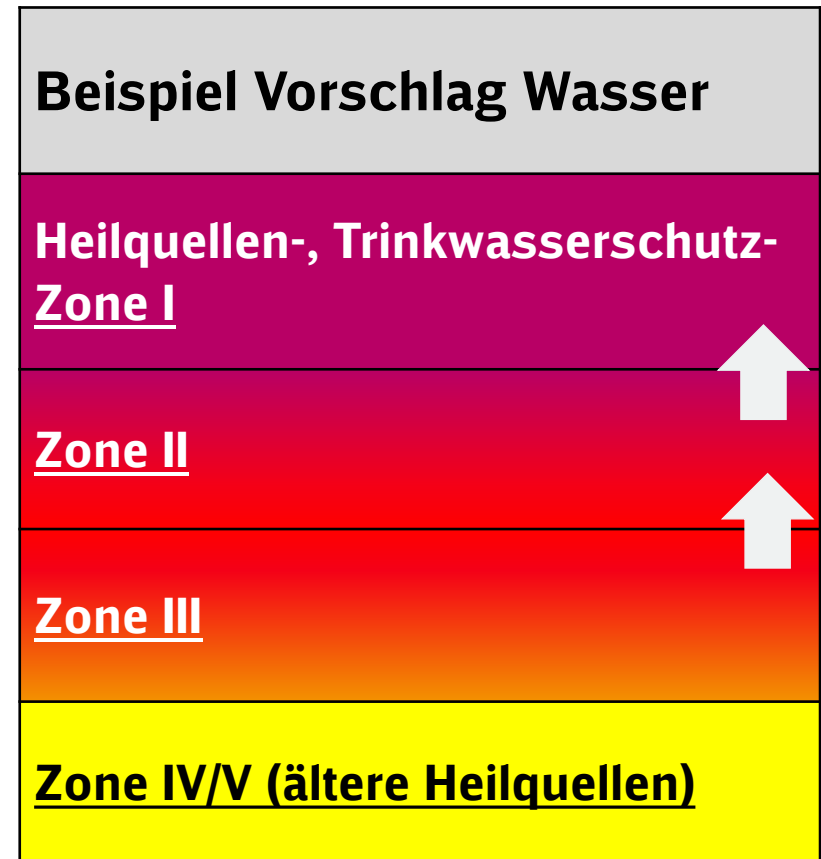 Beispiel Vorschlag Wasser
Heilquellen-, Trinkwasserschutz-
Zone I
Zone II
Zone III
Zone IV/V (ältere Heilquellen)